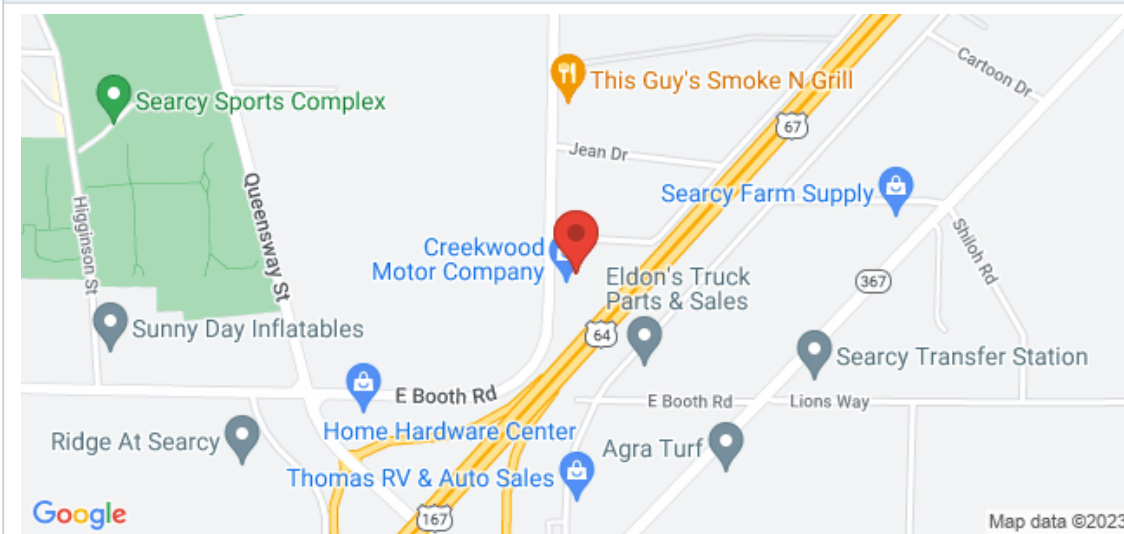 This Guy's Smoke N Grill
Cartoon Dr
Searcy Sports Complex
67
Jean Dr
Searcy Farm Supply
Higginson St
Queensway St
Shiloh Rd
Creekwood
Motor Company
Eldon's Truck
Parts & Sales
367
Sunny Day Inflatables
64
Searcy Transfer Station
E Booth Rd
E Booth Rd
Lions Way
Ridge At Searcy
Home Hardware Center
Agra Turf
Thomas RV & Auto Sales
Google
167
Map data ©2023